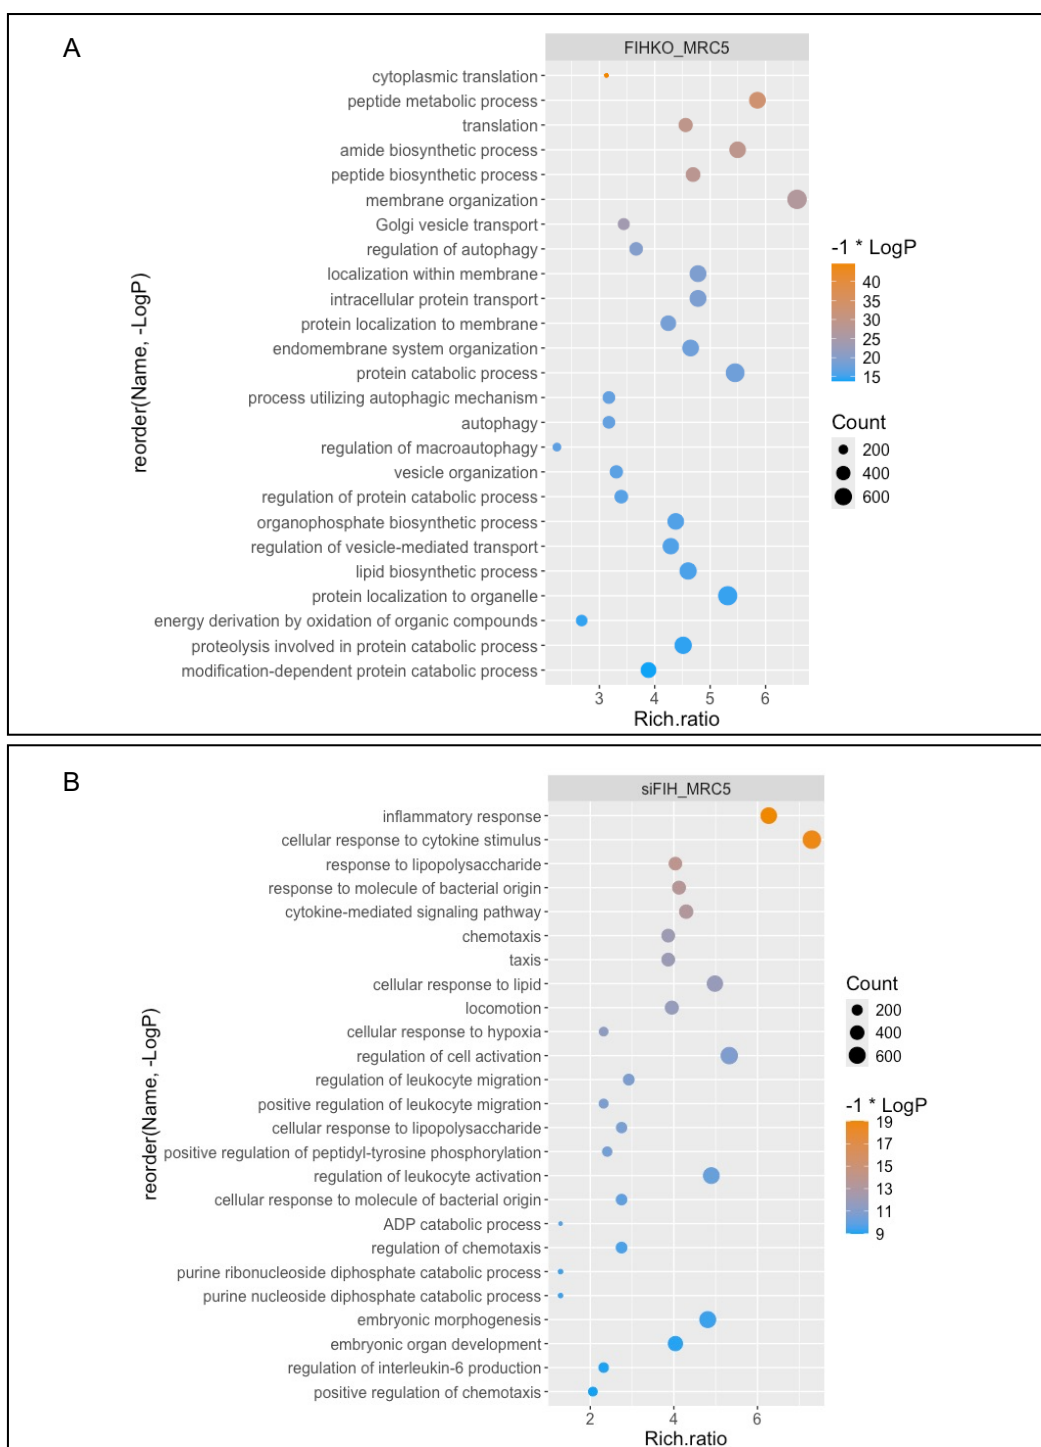 A
FIHKO_MRC5
cytoplasmic translation
peptide metabolic process
translation
amide biosynthetic process
peptide biosynthetic process
membrane organization
Golgi vesicle transport
regulation of autophagy
localization within membrane
intracellular protein transport
protein localization to membrane
endomembrane system organization
protein catabolic process
process utilizing autophagic mechanism
autophagy
regulation of macroautophagy
vesicle organization
regulation of protein catabolic process
organophosphate biosynthetic process
regulation of vesicle-mediated transport
lipid biosynthetic process
protein localization to organelle
energy derivation by oxidation of organic compounds
proteolysis involved in protein catabolic process
modification-dependent protein catabolic process
reorder(Name, -LogP)
3 4 5 6
Rich.ratio
-1 * LogP
40
35
30
25
20
15
Count
200
400
600
B
siFIH_MRC5
inflammatory response
cellular response to cytokine stimulus
response to lipopolysaccharide
response to molecule of bacterial origin
cytokine-mediated signaling pathway
chemotaxis
taxis
cellular response to lipid
locomotion
cellular response to hypoxia
regulation of cell activation
regulation of leukocyte migration
positive regulation of leukocyte migration
cellular response to lipopolysaccharide
positive regulation of peptidyl-tyrosine phosphorylation
regulation of leukocyte activation
cellular response to molecule of bacterial origin
ADP catabolic process
regulation of chemotaxis
purine ribonucleoside diphosphate catabolic process
purine nucleoside diphosphate catabolic process
embryonic morphogenesis
embryonic organ development
regulation of interleukin-6 production
positive regulation of chemotaxis
reorder(Name, -LogP)
2 4 6
Rich.ratio
Count
200
400
600
-1 * LogP
19
17
15
13
11
9